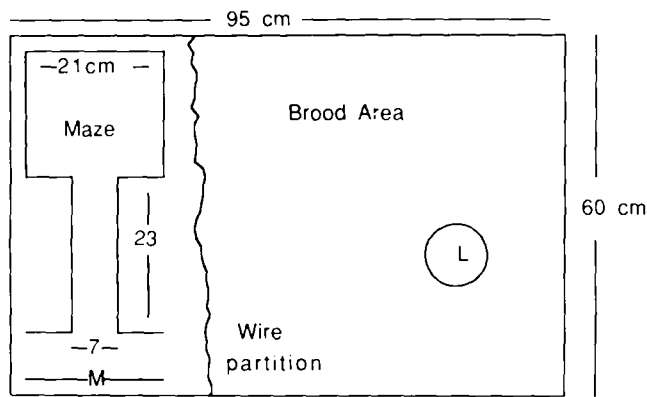 95 cm
21cm
Maze
Brood Area
60 cm
23
L
7
Wire
partition
M